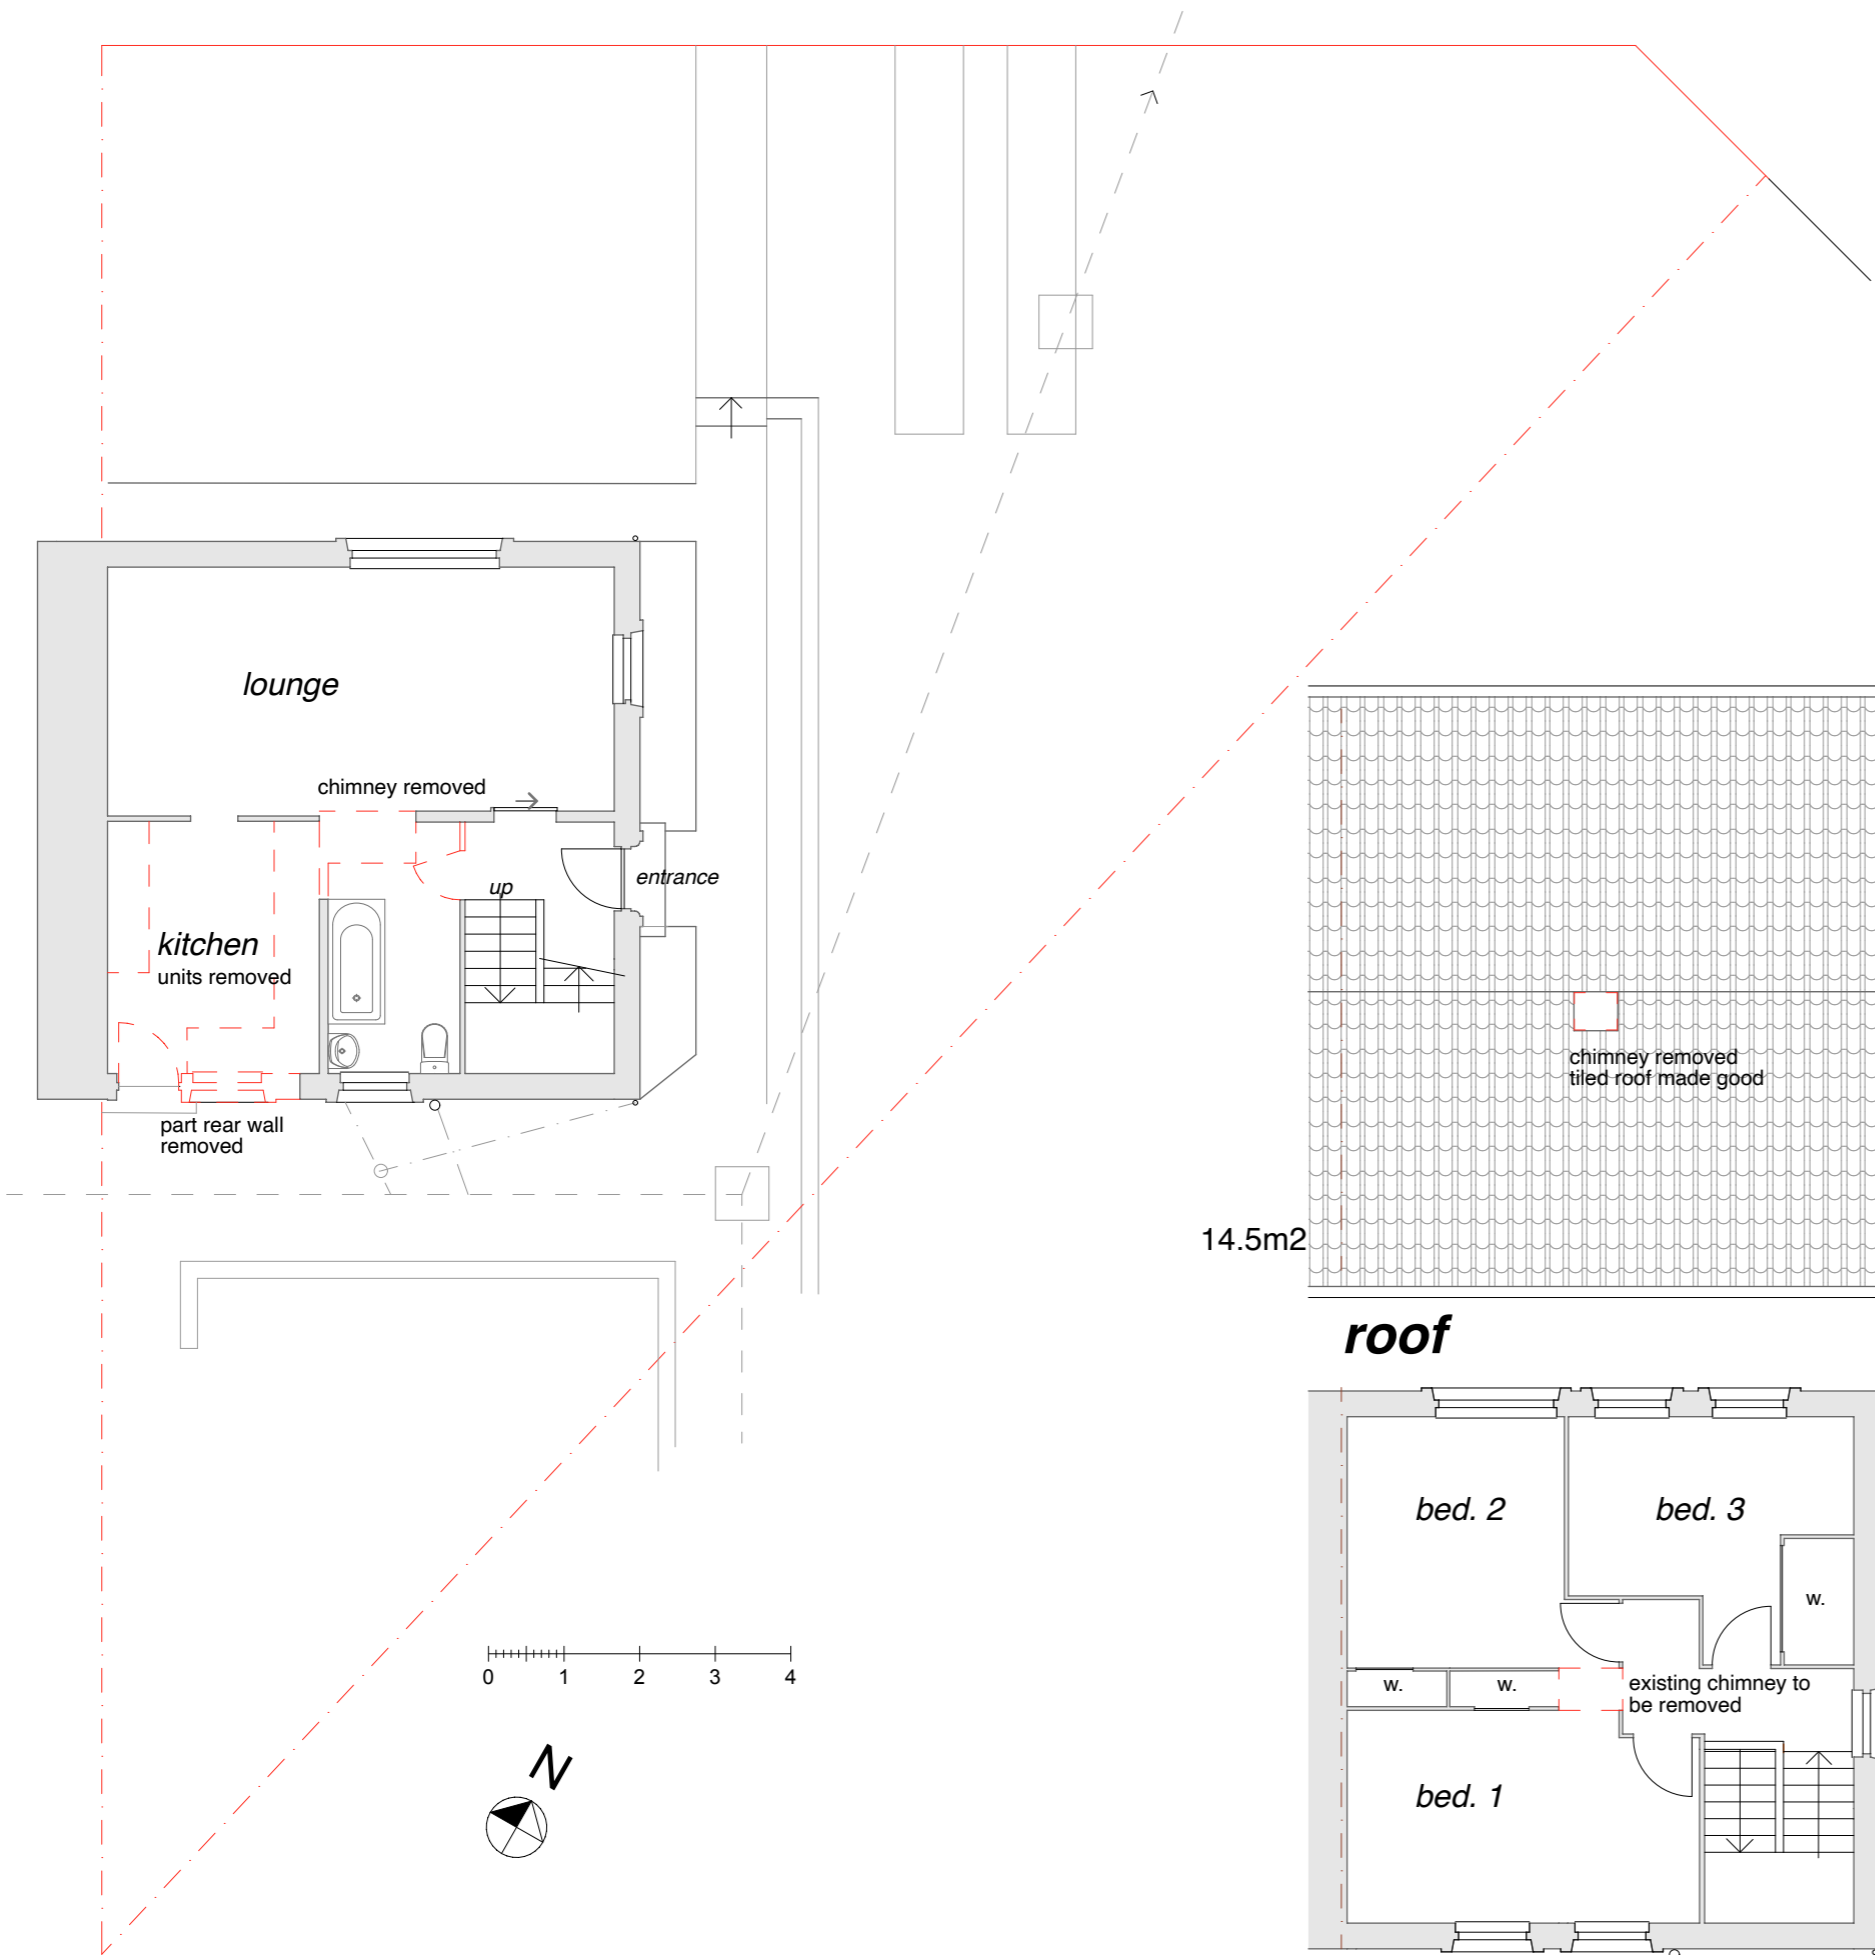 lounge
chimney removed
up
entrance
kitchen
units removed
part rear wall
removed
0 1 2 3 4
N
chimney removed
tiled roof made good
14.5m2
roof
bed. 2
bed. 3
w.
w.
w.
existing chimney to
be removed
bed. 1